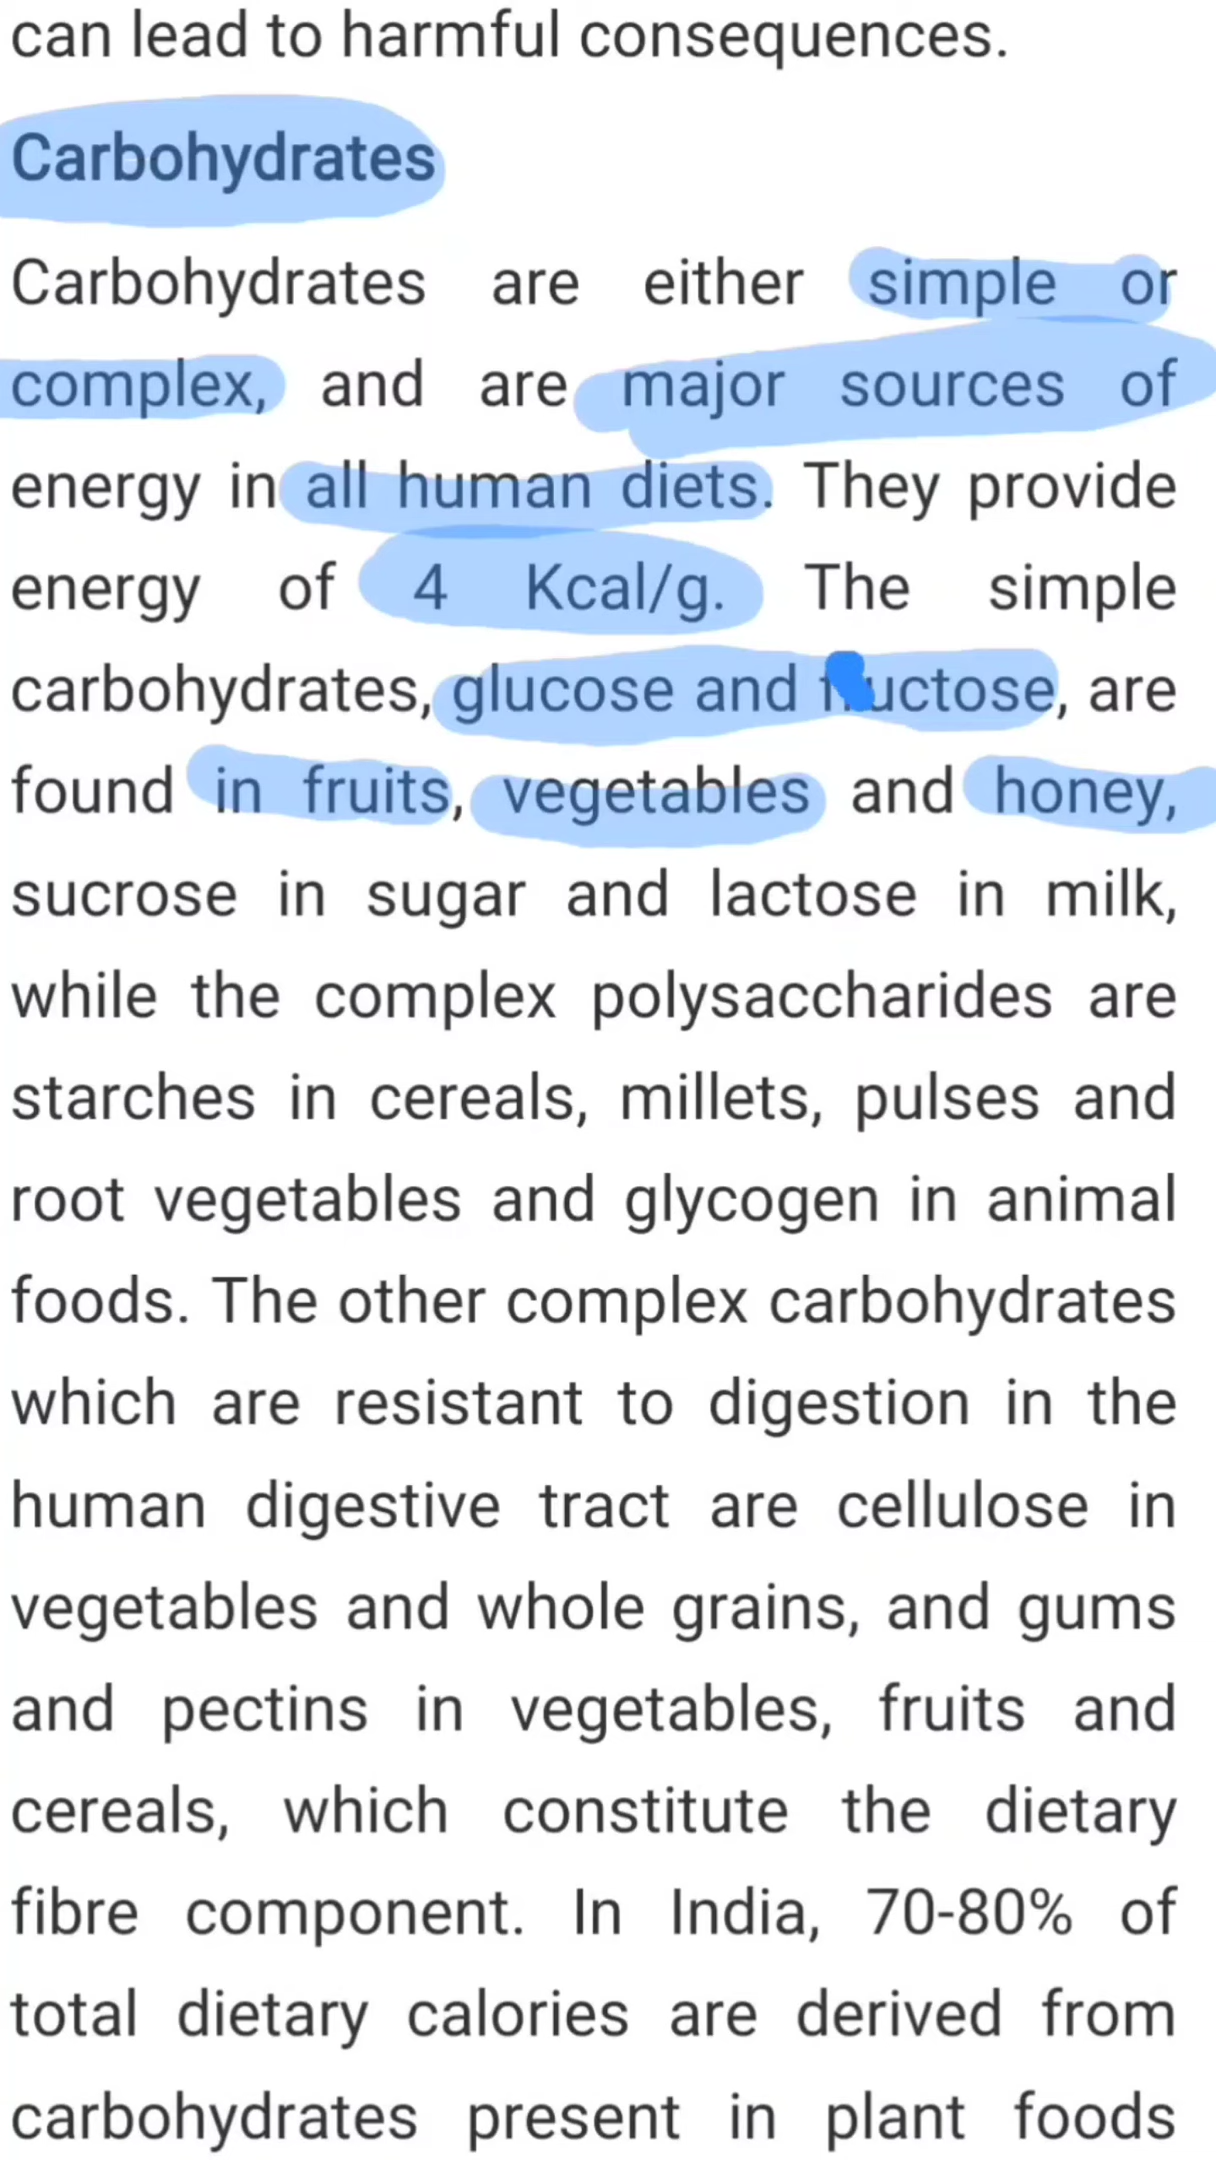 can lead to harmful consequences.
Carbohydrates
Carbohydrates are either simple or
complex, and are major sources of
energy in all human diets. They provide
energy of 4 Kcal/g. The simple
carbohydrates, glucose and fructose, are
found in fruits, vegetables and honey,
sucrose in sugar and lactose in milk,
while the complex polysaccharides are
starches in cereals, millets, pulses and
root vegetables and glycogen in animal
foods. The other complex carbohydrates
which are resistant to digestion in the
human digestive tract are cellulose in
vegetables and whole grains, and gums
and pectins in vegetables, fruits and
cereals, which constitute the dietary
fibre component. In India, 70-80% of
total dietary calories are derived from
carbohydrates present in plant foods